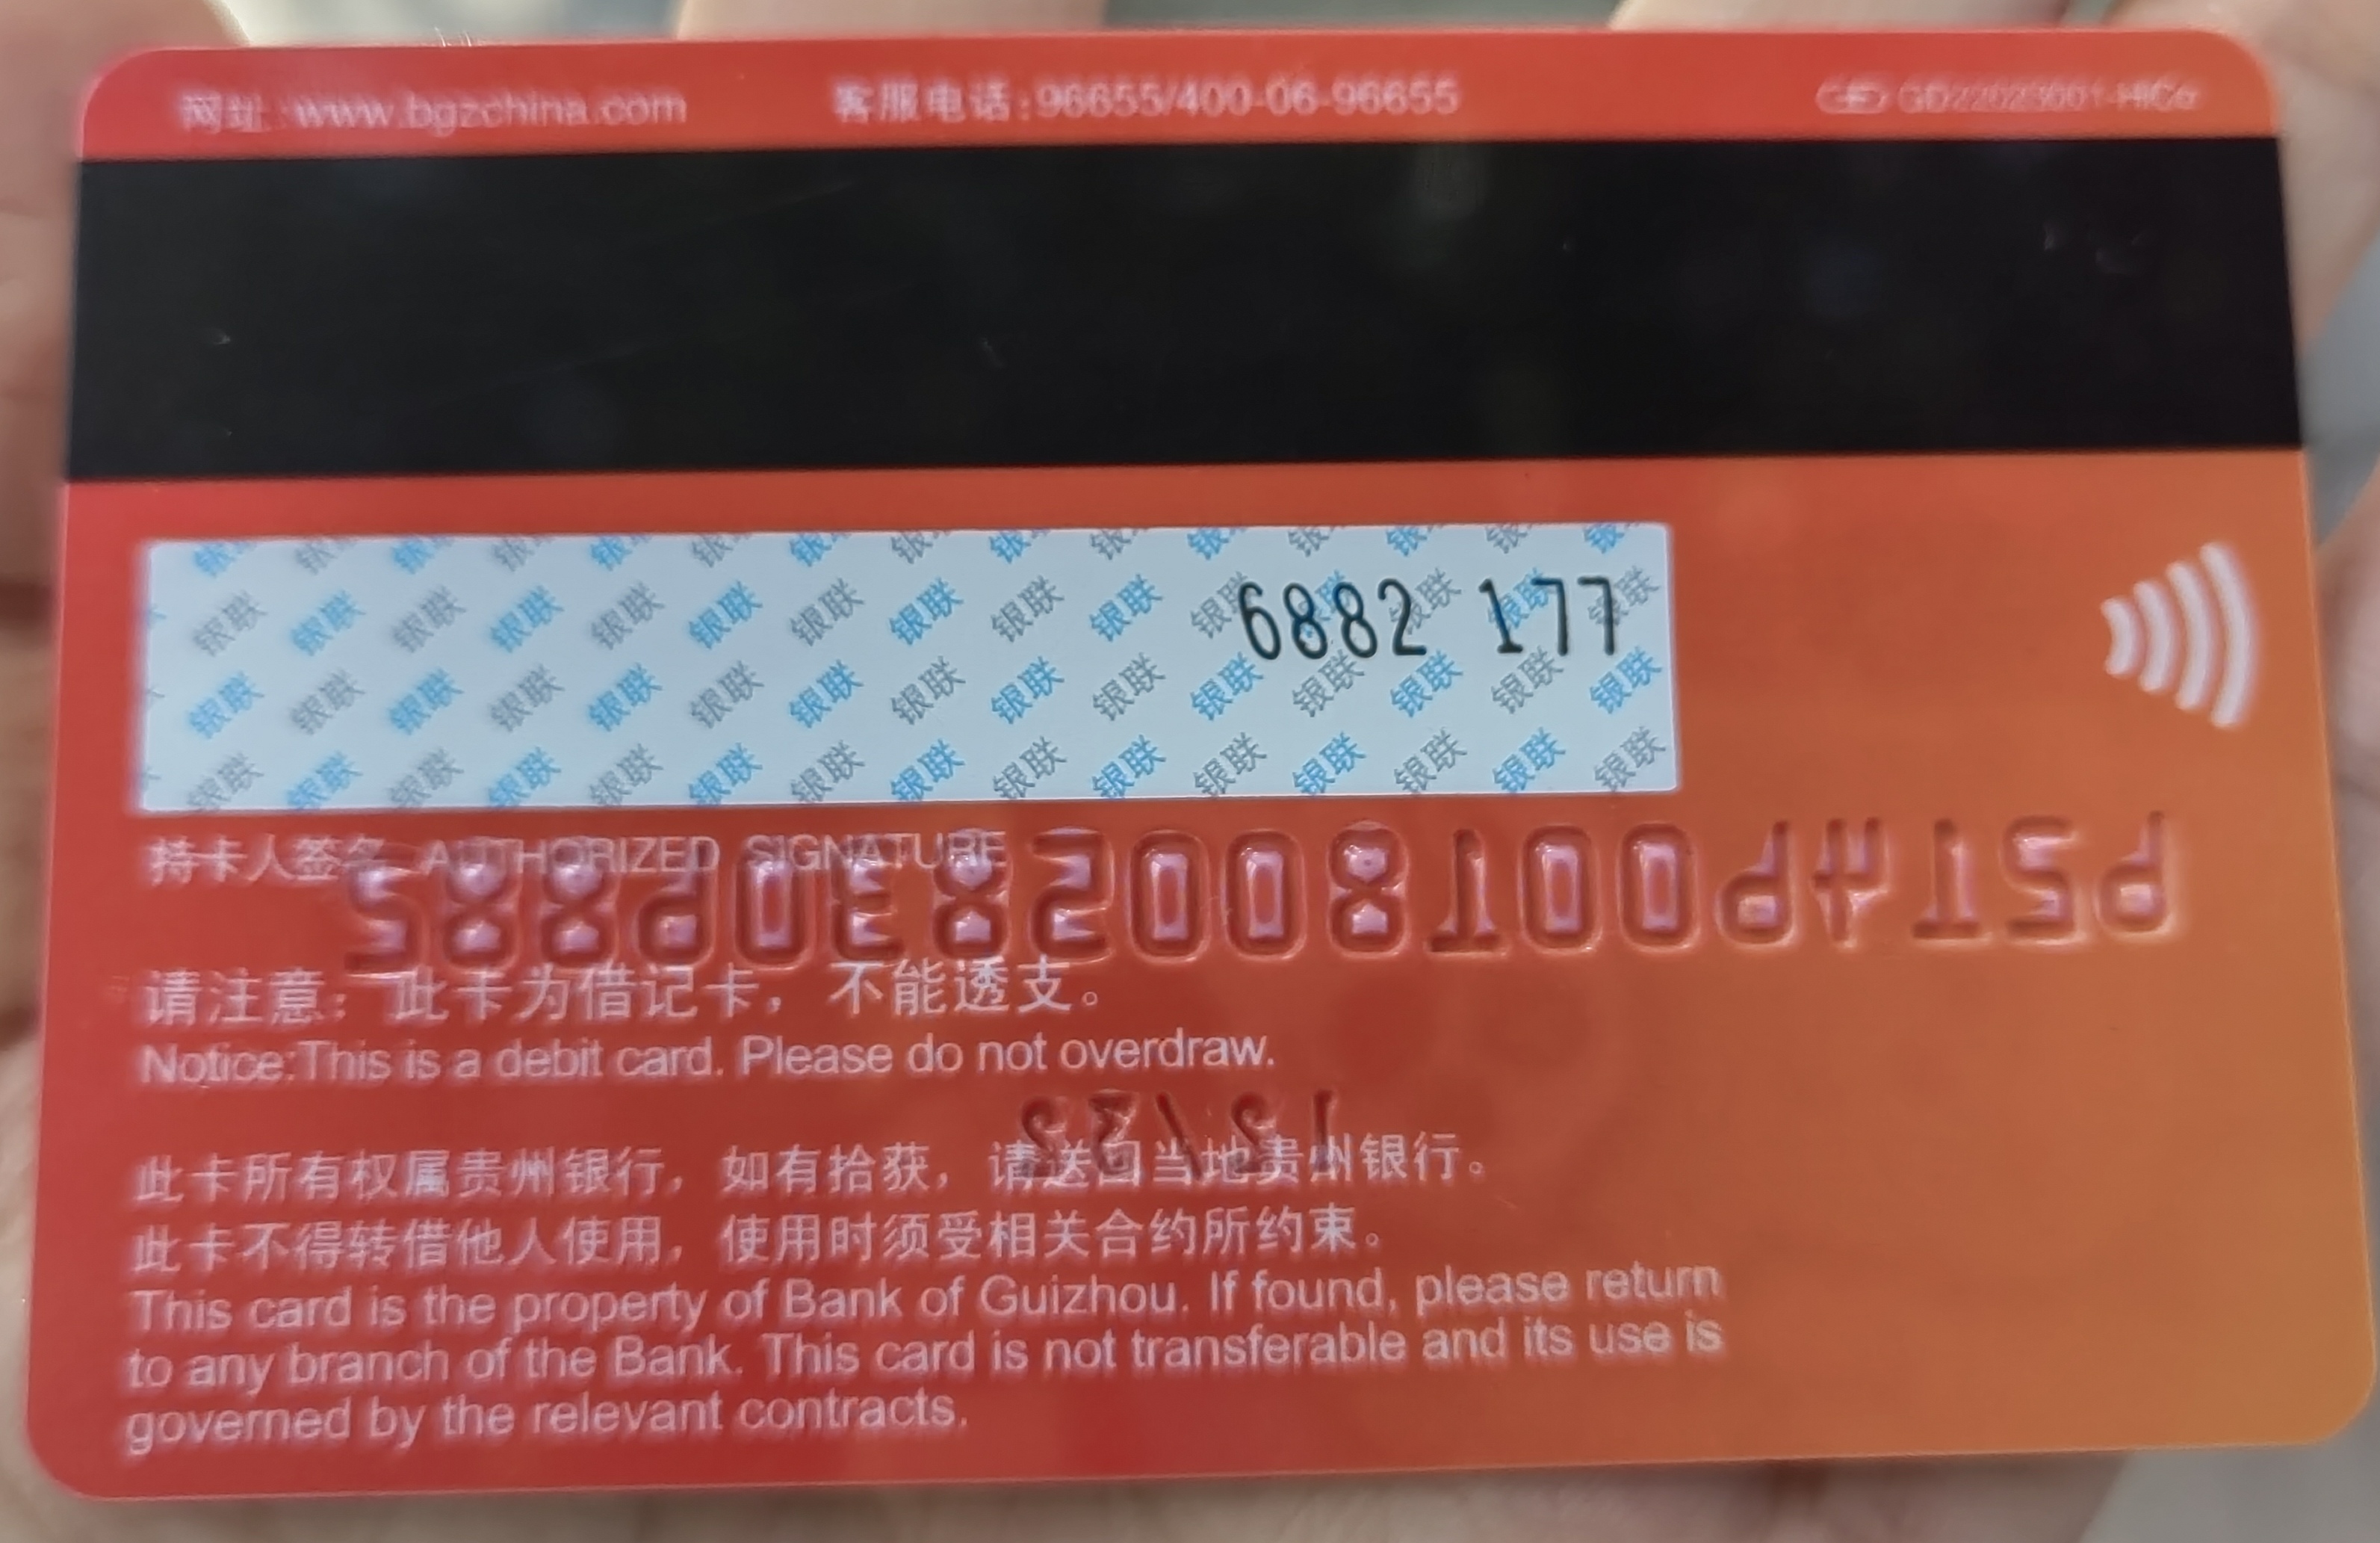 网址:www.bgzchina.com 客服电话:96655/400-06-96655
6882 177
持卡人签名 AUTHORIZED SIGNATURE
请注意：此卡为借记卡，不能透支。
Notice:This is a debit card. Please do not overdraw.
此卡所有权属贵州银行，如有拾获，请送回当地贵州银行。
此卡不得转借他人使用，使用时须受相关合约所约束。
This card is the property of Bank of Guizhou. If found, please return
to any branch of the Bank. This card is not transferable and its use is
governed by the relevant contracts.